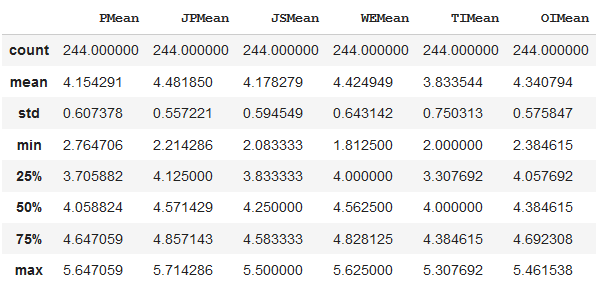 PMean JPMean JSMean WEMean TIMean OIMean
count 244.000000 244.000000 244.000000 244.000000 244.000000 244.000000
mean 4.154291 4.481850 4.178279 4.424949 3.833544 4.340794
std 0.607378 0.557221 0.594549 0.643142 0.750313 0.575847
min 2.764706 2.214286 2.083333 1.812500 2.000000 2.384615
25% 3.705882 4.125000 3.833333 4.000000 3.307692 4.057692
50% 4.058824 4.571429 4.250000 4.562500 4.000000 4.384615
75% 4.647059 4.857143 4.583333 4.828125 4.384615 4.692308
max 5.647059 5.714286 5.500000 5.625000 5.307692 5.461538